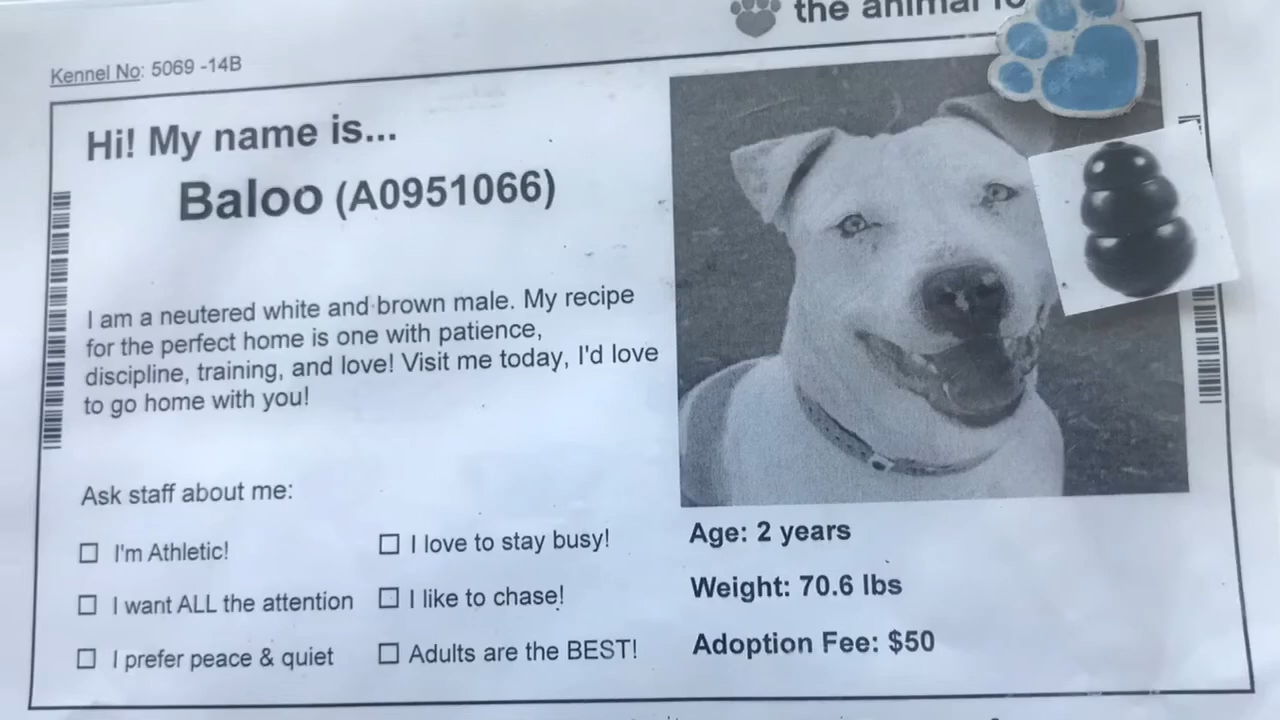 the animal
Kennel No: 5069 -14B
Hi! My name is...
Baloo (A0951066)
I am a neutered white and brown male. My recipe
for the perfect home is one with patience,
discipline, training, and love! Visit me today, I'd love
to go home with you!
Ask staff about me:
☐ I'm Athletic!
☐ I love to stay busy!
☐ I want ALL the attention
☐ I like to chase!
☐ I prefer peace & quiet
☐ Adults are the BEST!
Age: 2 years
Weight: 70.6 lbs
Adoption Fee: $50